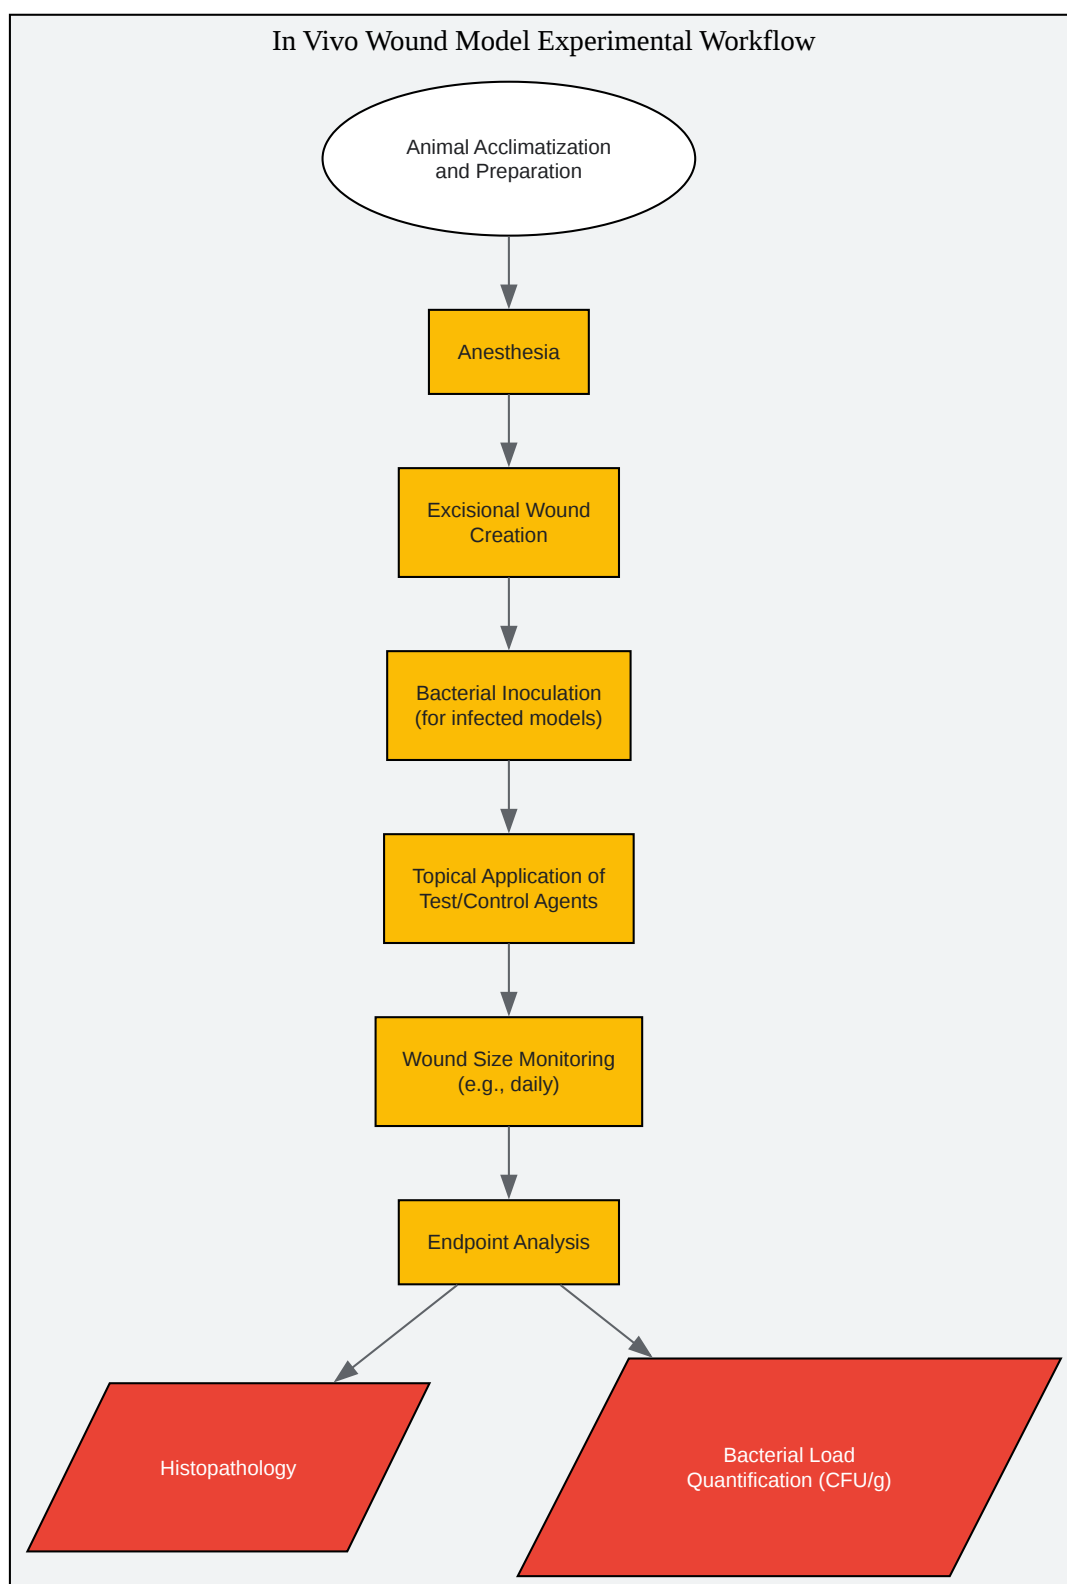 In Vivo Wound Model Experimental Workflow
Animal Acclimatization
and Preparation
Anesthesia
Excisional Wound
Creation
Bacterial Inoculation
(for infected models)
Topical Application of
Test/Control Agents
Wound Size Monitoring
(e.g., daily)
Endpoint Analysis
Histopathology
Bacterial Load
Quantification (CFU/g)